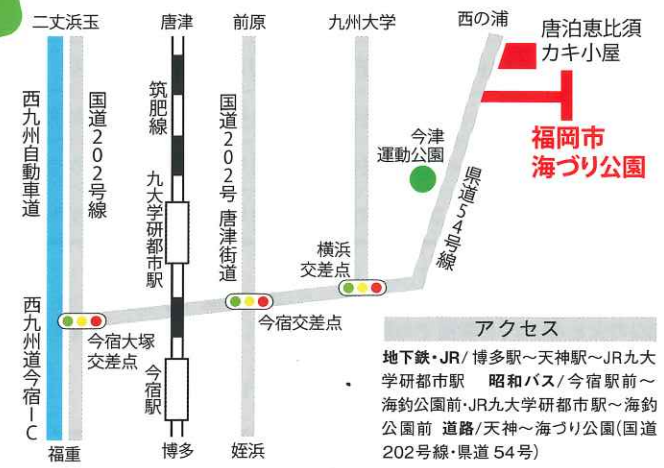 二丈浜玉
唐津
前原
九州大学
西の浦
唐泊恵比須
カキ小屋
西九州自動車道
国道202号線
筑肥線
国道202号 唐津街道
今津
運動公園
福岡市
海づり公園
県道54号線
九大学研都市駅
横浜
交差点
今宿交差点
今宿大塚
交差点
西九州道今宿IC
今宿駅
福重
博多
姪浜
アクセス
地下鉄・JR/博多駅〜天神駅〜JR九大
学研都市駅 昭和バス/今宿駅前〜
海釣公園前・JR九大学研都市駅〜海釣
公園前 道路/天神〜海づり公園(国道
202号線・県道54号)